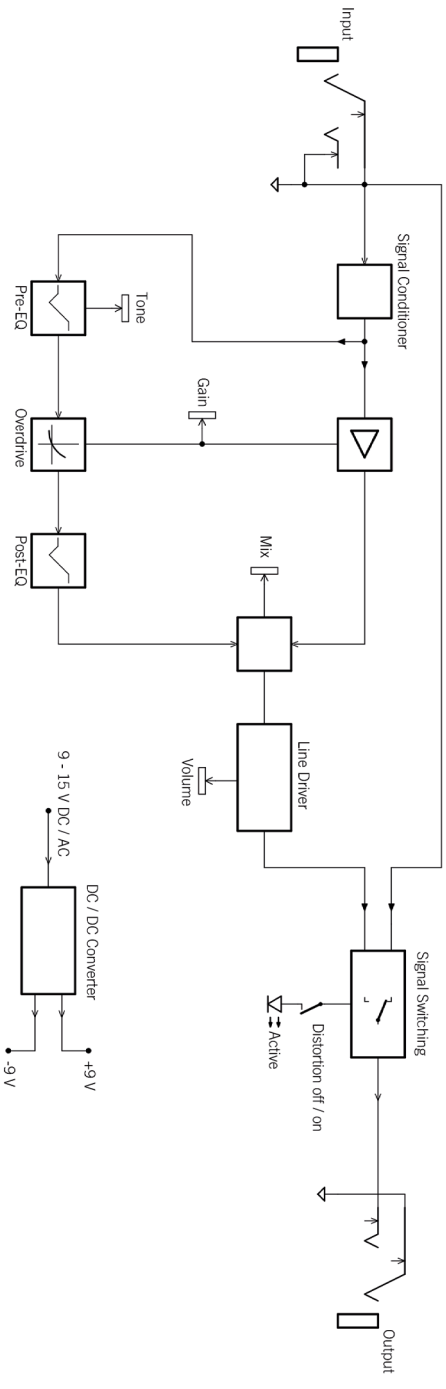 Input
Signal Conditioner
Tone
Pre-EQ
Gain
Overdrive
Post-EQ
Mix
Line Driver
Volume
Signal Switching
Distortion off / on
Active
Output
9 - 15 V DC / AC
DC / DC Converter
+9 V
-9 V